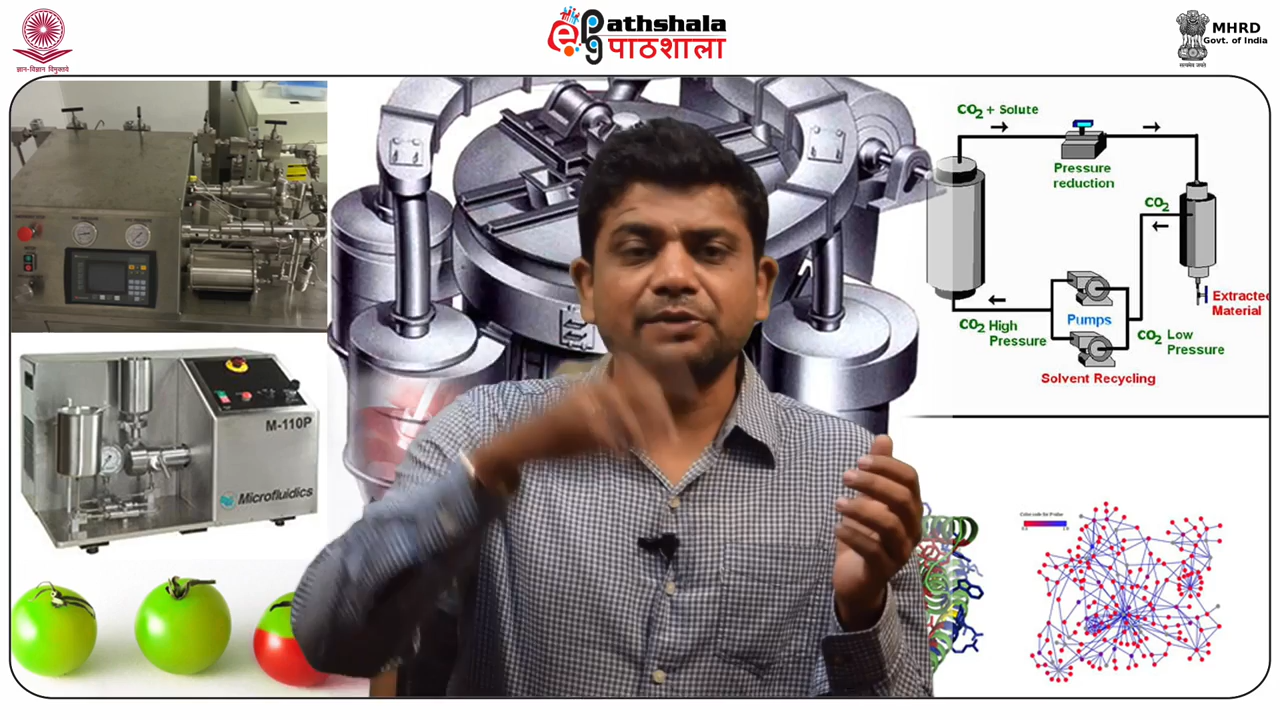 ज्ञान-विज्ञान विमुक्तये
ePathshala
पाठशाला
सत्यमेव जयते
MHRD
Govt. of India
M-110P
Microfluidics
CO2 + Solute
Pressure
reduction
CO2
Extracted
Material
Pumps
CO2 High
Pressure
CO2 Low
Pressure
Solvent Recycling